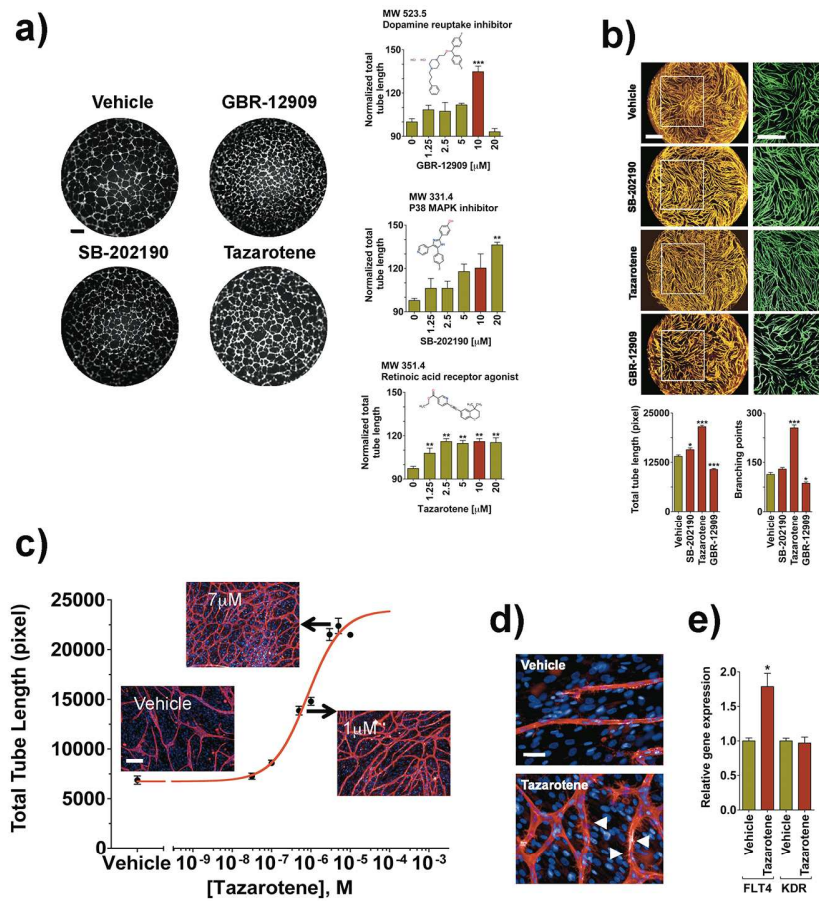 a)
Vehicle
GBR-12909
SB-202190
Tazarotene
MW 523.5
Dopamine reuptake inhibitor
Normalized total
tube length
150
120
90
***
0
1.25
2.5
5
10
20
GBR-12909 [µM]
MW 331.4
P38 MAPK inhibitor
Normalized total
tube length
150
120
90
**
0
1.25
2.5
5
10
20
SB-202190 [µM]
MW 351.4
Retinoic acid receptor agonist
Normalized total
tube length
150
120
90
** ** ** ** **
0
1.25
2.5
5
10
20
Tazarotene [µM]
b)
Vehicle
SB-202190
Tazarotene
GBR-12909
Total tube length (pixel)
25000
12500
0
*
***
***
Vehicle
SB-202190
Tazarotene
GBR-12909
Branching points
300
150
0
***
*
Vehicle
SB-202190
Tazarotene
GBR-12909
c)
Total Tube Length (pixel)
25000
22500
20000
17500
15000
12500
10000
7500
5000
2500
0
7µM
Vehicle
1µM
Vehicle
10-9 10-8 10-7 10-6 10-5 10-4 10-3
[Tazarotene], M
d)
Vehicle
Tazarotene
e)
Relative gene expression
2.0
1.5
1.0
0.5
0
*
Vehicle
Tazarotene
Vehicle
Tazarotene
FLT4
KDR